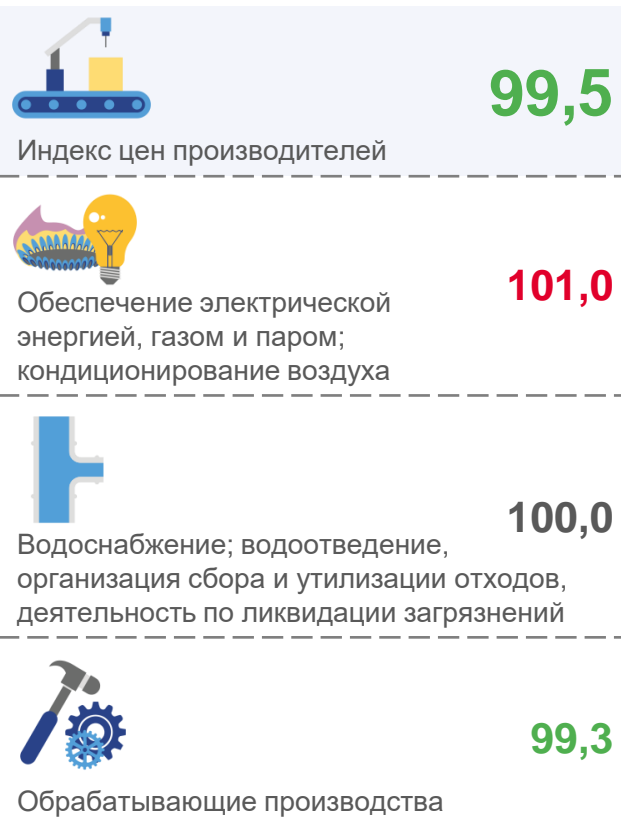 99,5
Индекс цен производителей
101,0
Обеспечение электрической
энергией, газом и паром;
кондиционирование воздуха
100,0
Водоснабжение; водоотведение,
организация сбора и утилизации отходов,
деятельность по ликвидации загрязнений
99,3
Обрабатывающие производства